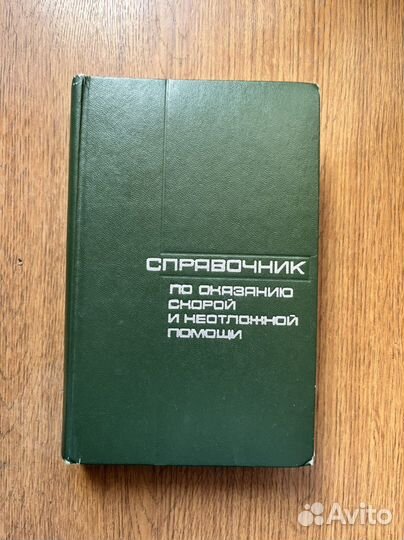 СПРАВОЧНИК
ПО ОКАЗАНИЮ
СКОРОЙ
И НЕОТЛОЖНОЙ
ПОМОЩИ
Avito